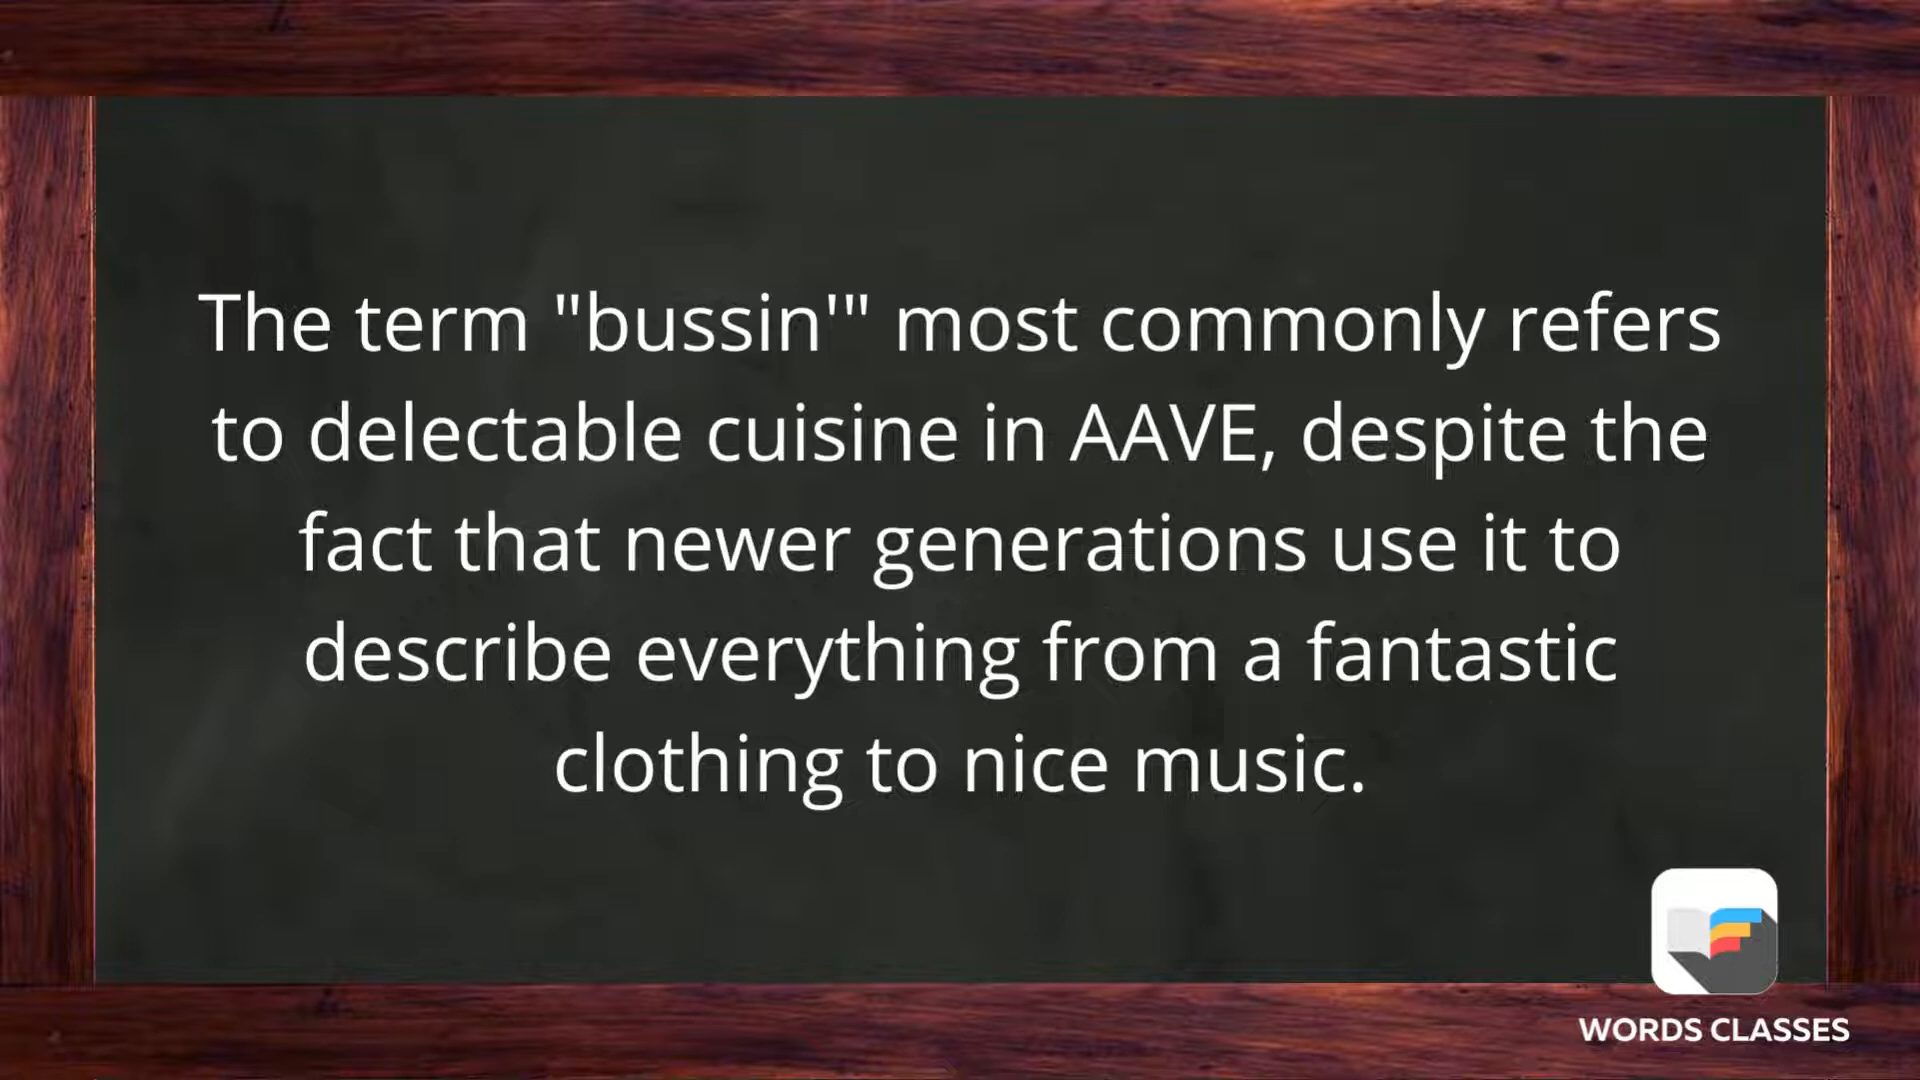 The term "bussin'" most commonly refers
to delectable cuisine in AAVE, despite the
fact that newer generations use it to
describe everything from a fantastic
clothing to nice music.
WORDS CLASSES